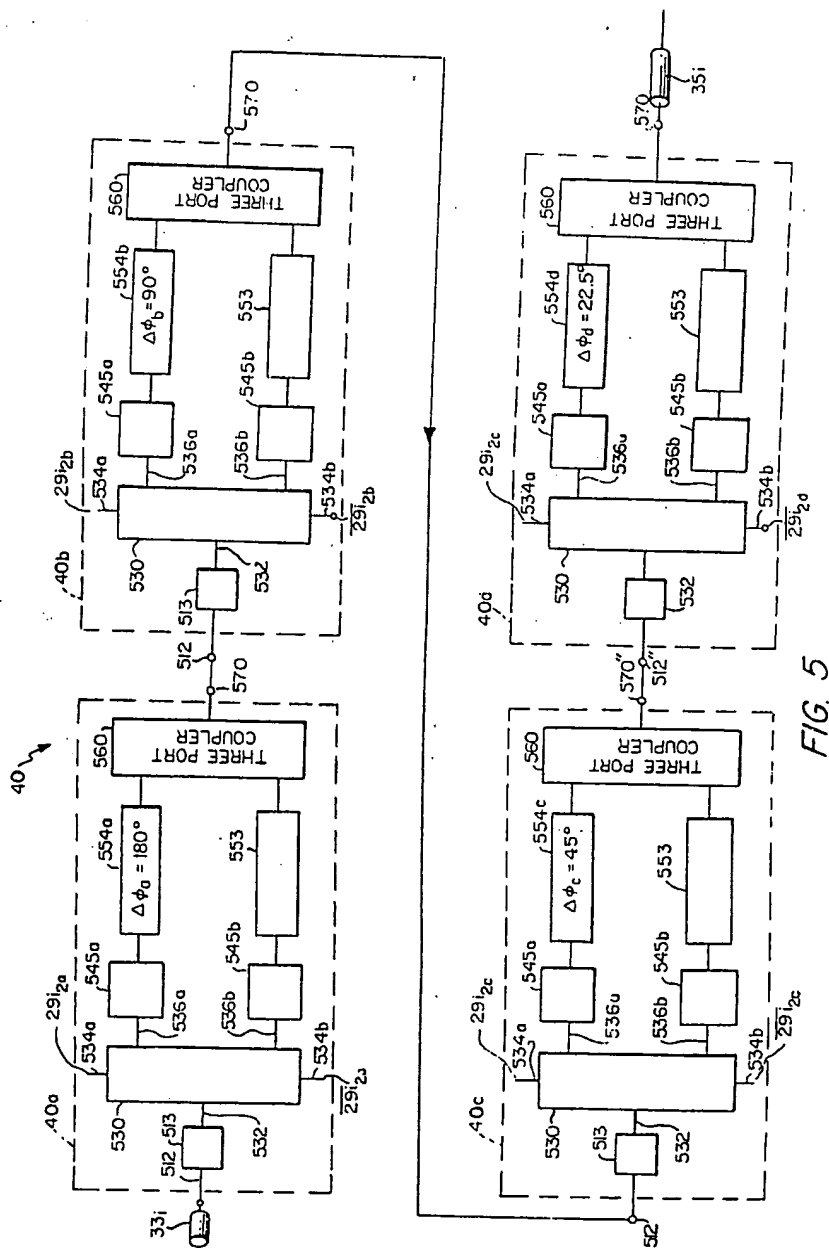 40
40a
33i
512
513
532
530
534a
29i2a
534b
29i2a
536a
536b
545a
545b
554a
Δϕa = 180°
553
560
THREE PORT
COUPLER
570
512
40b
513
532
530
534a
29i2b
534b
29i2b
536a
536b
545a
545b
554b
Δϕb = 90°
553
560
THREE PORT
COUPLER
570
40c
512
513
532
530
534a
29i2c
534b
29i2c
536a
536b
545a
545b
554c
Δϕc = 45°
553
560
THREE PORT
COUPLER
570"
512"
40d
532
530
534a
29i2c
534b
29i2d
536a
536b
545a
545b
554d
Δϕd = 22.5°
553
560
THREE PORT
COUPLER
570
35i
FIG. 5